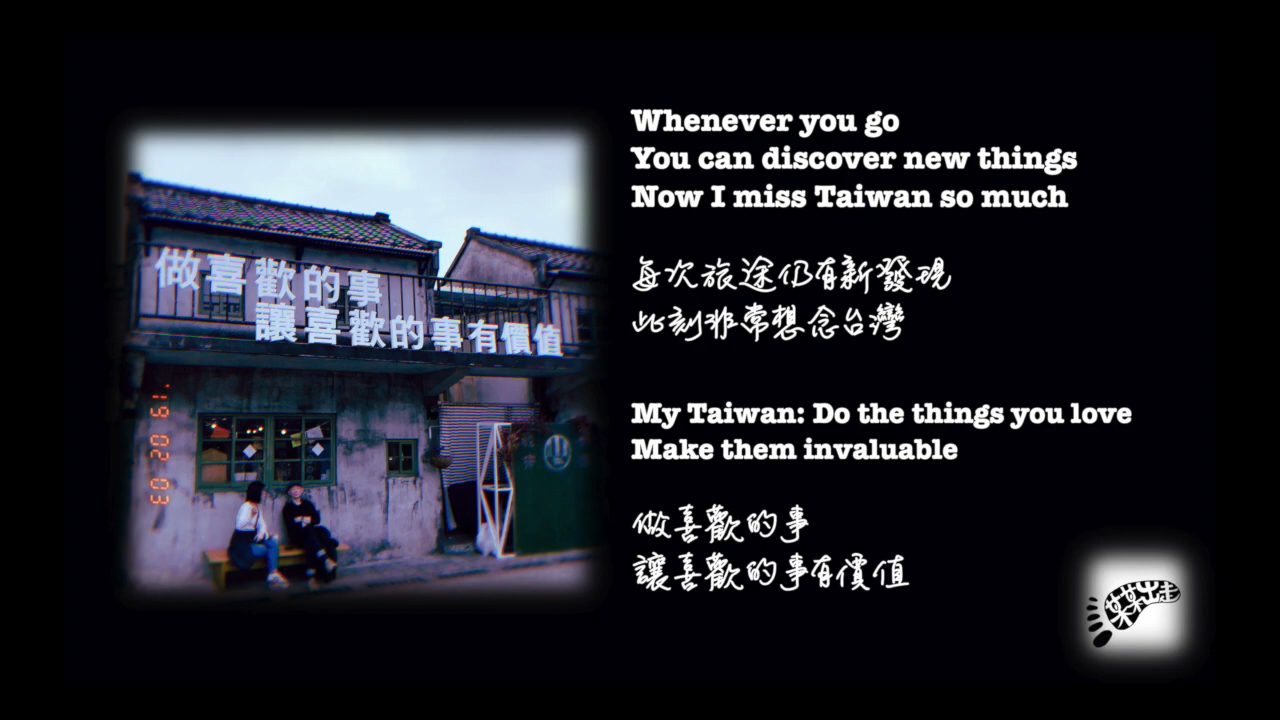 做喜歡的事
讓喜歡的事有價值
'19 02 03
Whenever you go
You can discover new things
Now I miss Taiwan so much
每次旅途仍有新發現
此刻非常想念台灣
My Taiwan: Do the things you love
Make them invaluable
做喜歡的事
讓喜歡的事有價值